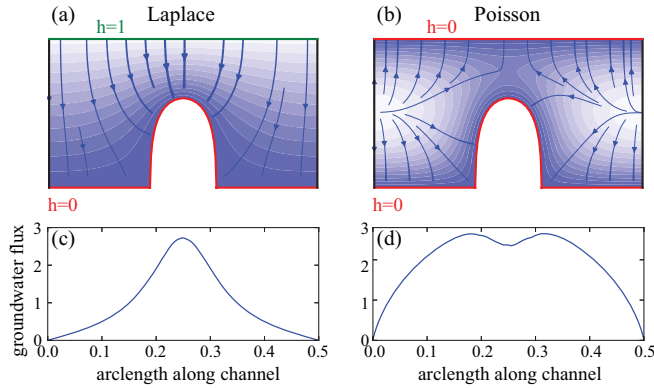 (a) Laplace
h=1
h=0
(b) Poisson
h=0
h=0
(c)
groundwater flux
3
2
1
0
0.0 0.1 0.2 0.3 0.4 0.5
arclength along channel
(d)
3
2
1
0
0.0 0.1 0.2 0.3 0.4 0.5
arclength along channel